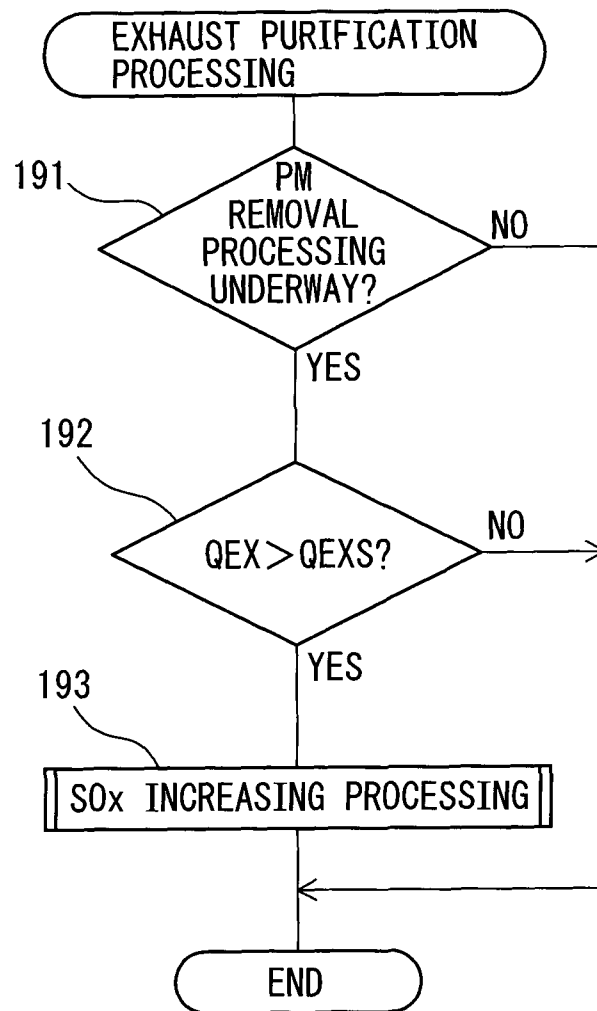 EXHAUST PURIFICATION
PROCESSING
191
PM
REMOVAL
PROCESSING
UNDERWAY?
NO
YES
192
QEX>QEXS?
NO
YES
193
SOx INCREASING PROCESSING
END